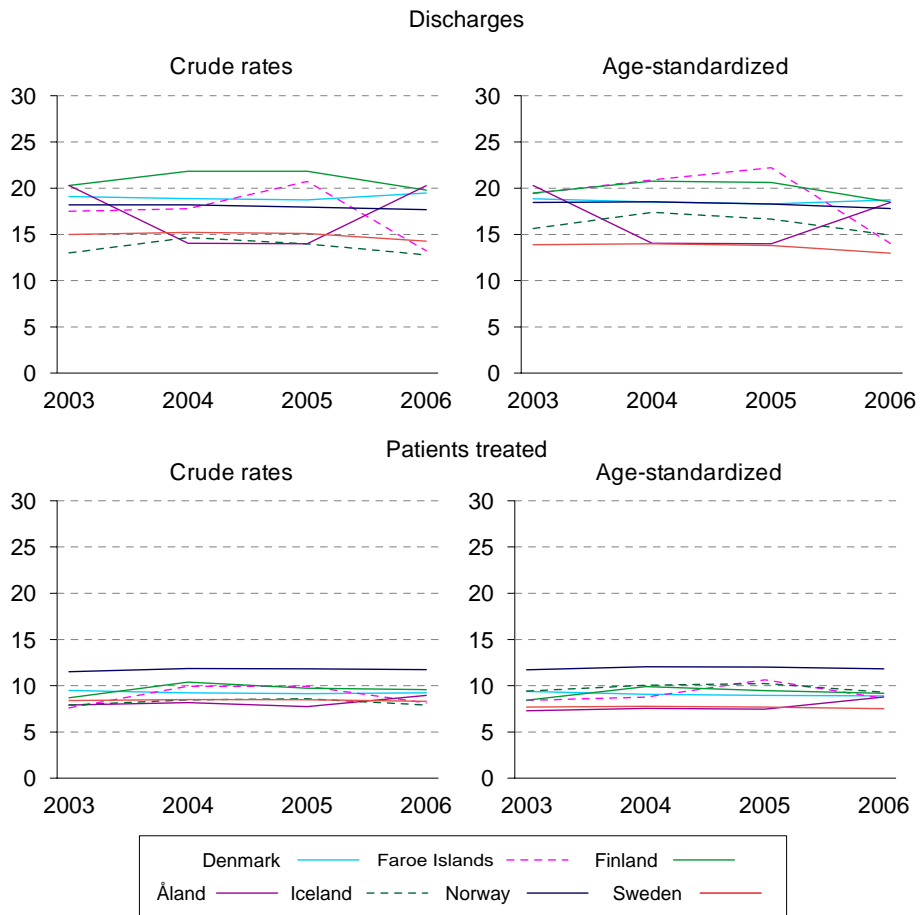 Discharges
Crude rates
30
25
20
15
10
5
0
2003 2004 2005 2006
Age-standardized
30
25
20
15
10
5
0
2003 2004 2005 2006
Patients treated
Crude rates
30
25
20
15
10
5
0
2003 2004 2005 2006
Age-standardized
30
25
20
15
10
5
0
2003 2004 2005 2006
Denmark Faroe Islands Finland
Åland Iceland Norway Sweden